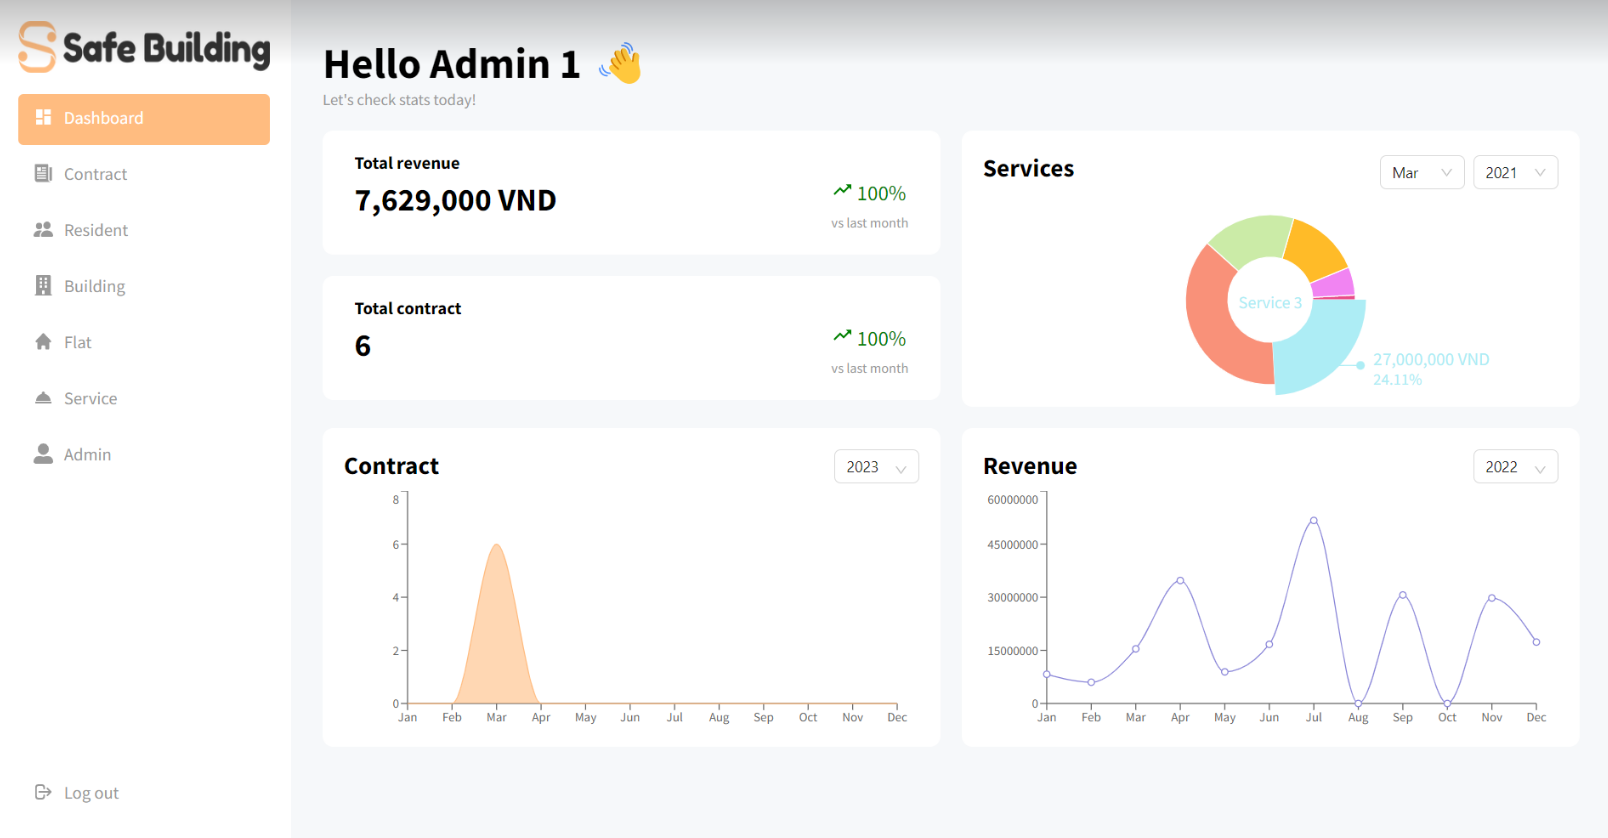 Safe Building
Dashboard
Contract
Resident
Building
Flat
Service
Admin
Log out
Hello Admin 1 👋
Let's check stats today!
Total revenue
7,629,000 VND
100%
vs last month
Total contract
6
100%
vs last month
Services
Mar
2021
Service 3
27,000,000 VND
24.11%
Contract
2023
8
6
4
2
0
Jan Feb Mar Apr May Jun Jul Aug Sep Oct Nov Dec
Revenue
2022
60000000
45000000
30000000
15000000
0
Jan Feb Mar Apr May Jun Jul Aug Sep Oct Nov Dec